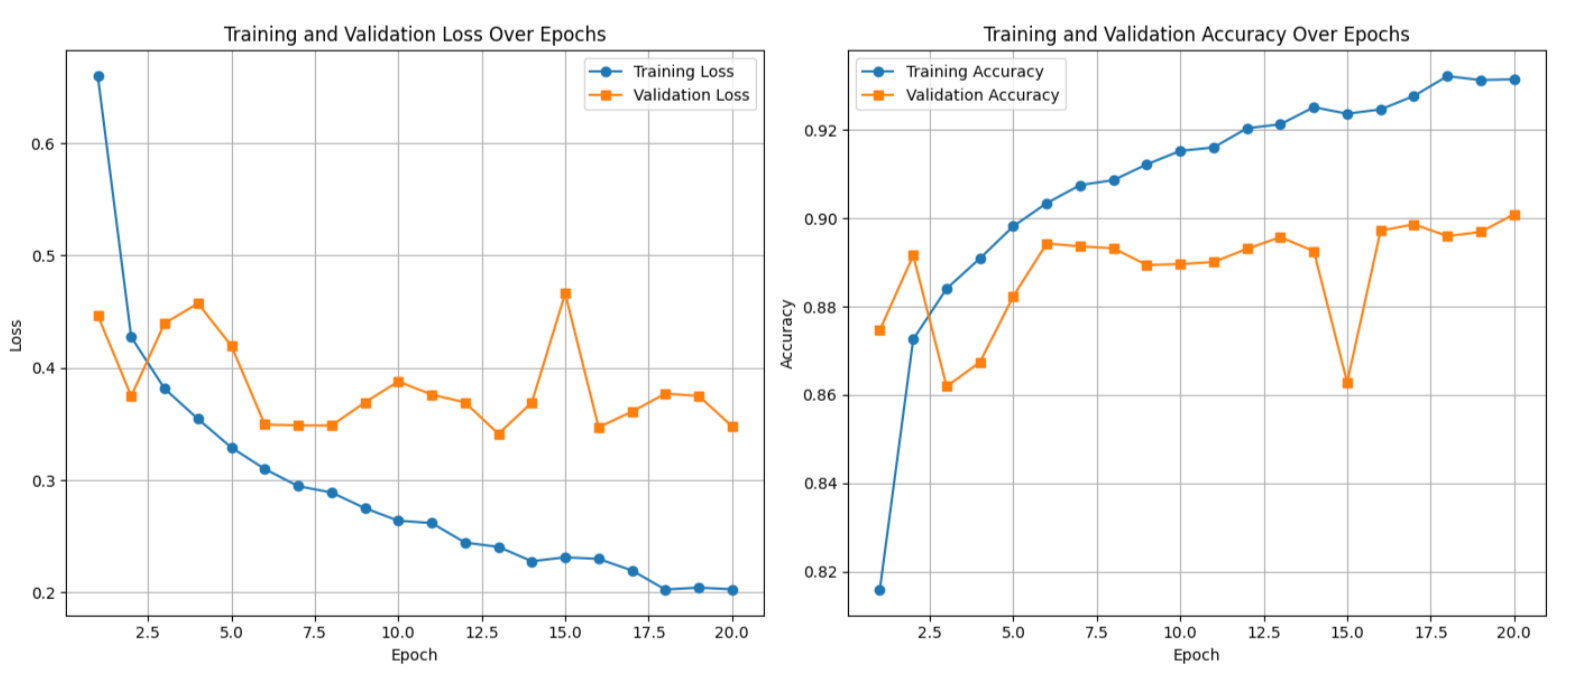 Training and Validation Loss Over Epochs
Training Loss
Validation Loss
0.6
0.5
0.4
0.3
0.2
Loss
2.5 5.0 7.5 10.0 12.5 15.0 17.5 20.0
Epoch
Training and Validation Accuracy Over Epochs
Training Accuracy
Validation Accuracy
0.92
0.90
0.88
0.86
0.84
0.82
Accuracy
2.5 5.0 7.5 10.0 12.5 15.0 17.5 20.0
Epoch